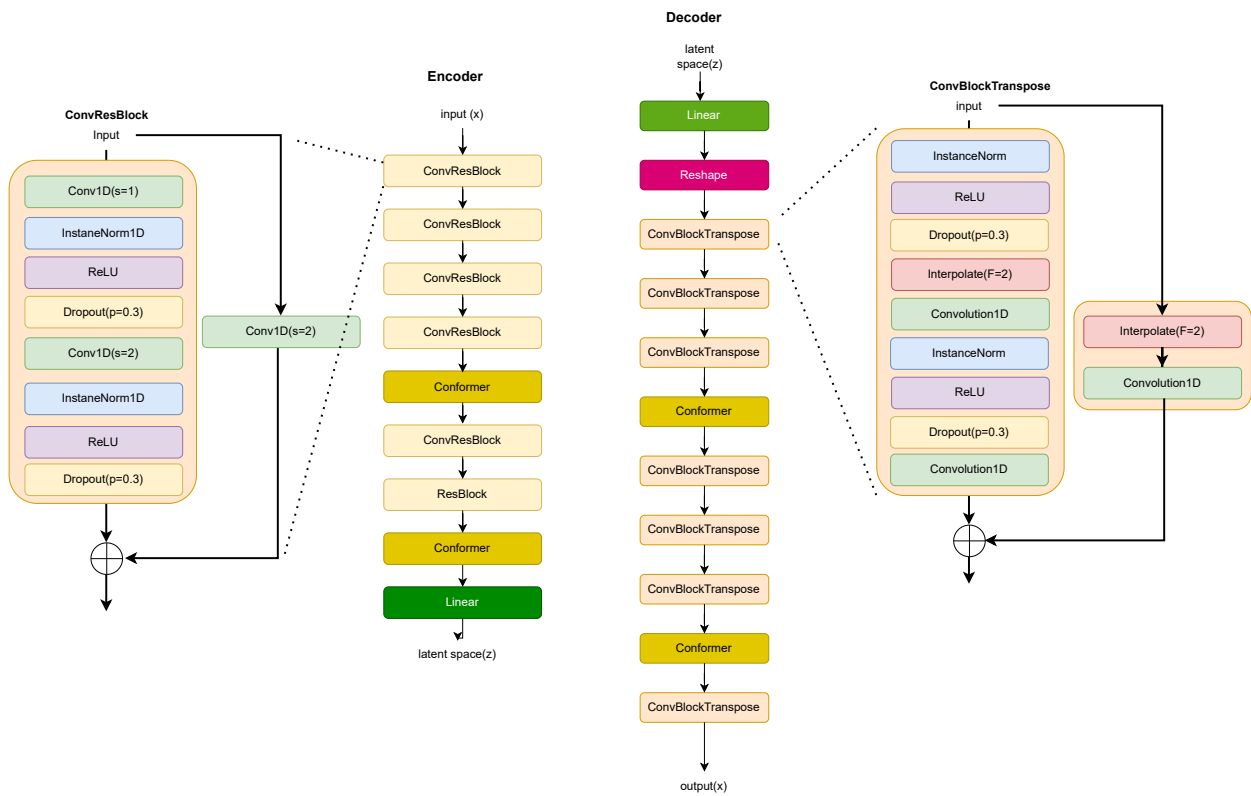 ConvResBlock
Input
Conv1D(s=1)
InstaneNorm1D
ReLU
Dropout(p=0.3)
Conv1D(s=2)
InstaneNorm1D
ReLU
Dropout(p=0.3)
Conv1D(s=2)
Encoder
input (x)
ConvResBlock
ConvResBlock
ConvResBlock
ConvResBlock
Conformer
ConvResBlock
ResBlock
Conformer
Linear
latent space(z)
Decoder
latent
space(z)
Linear
Reshape
ConvBlockTranspose
ConvBlockTranspose
ConvBlockTranspose
Conformer
ConvBlockTranspose
ConvBlockTranspose
ConvBlockTranspose
Conformer
ConvBlockTranspose
output(x)
ConvBlockTranspose
input
InstanceNorm
ReLU
Dropout(p=0.3)
Interpolate(F=2)
Convolution1D
InstanceNorm
ReLU
Dropout(p=0.3)
Convolution1D
Interpolate(F=2)
Convolution1D